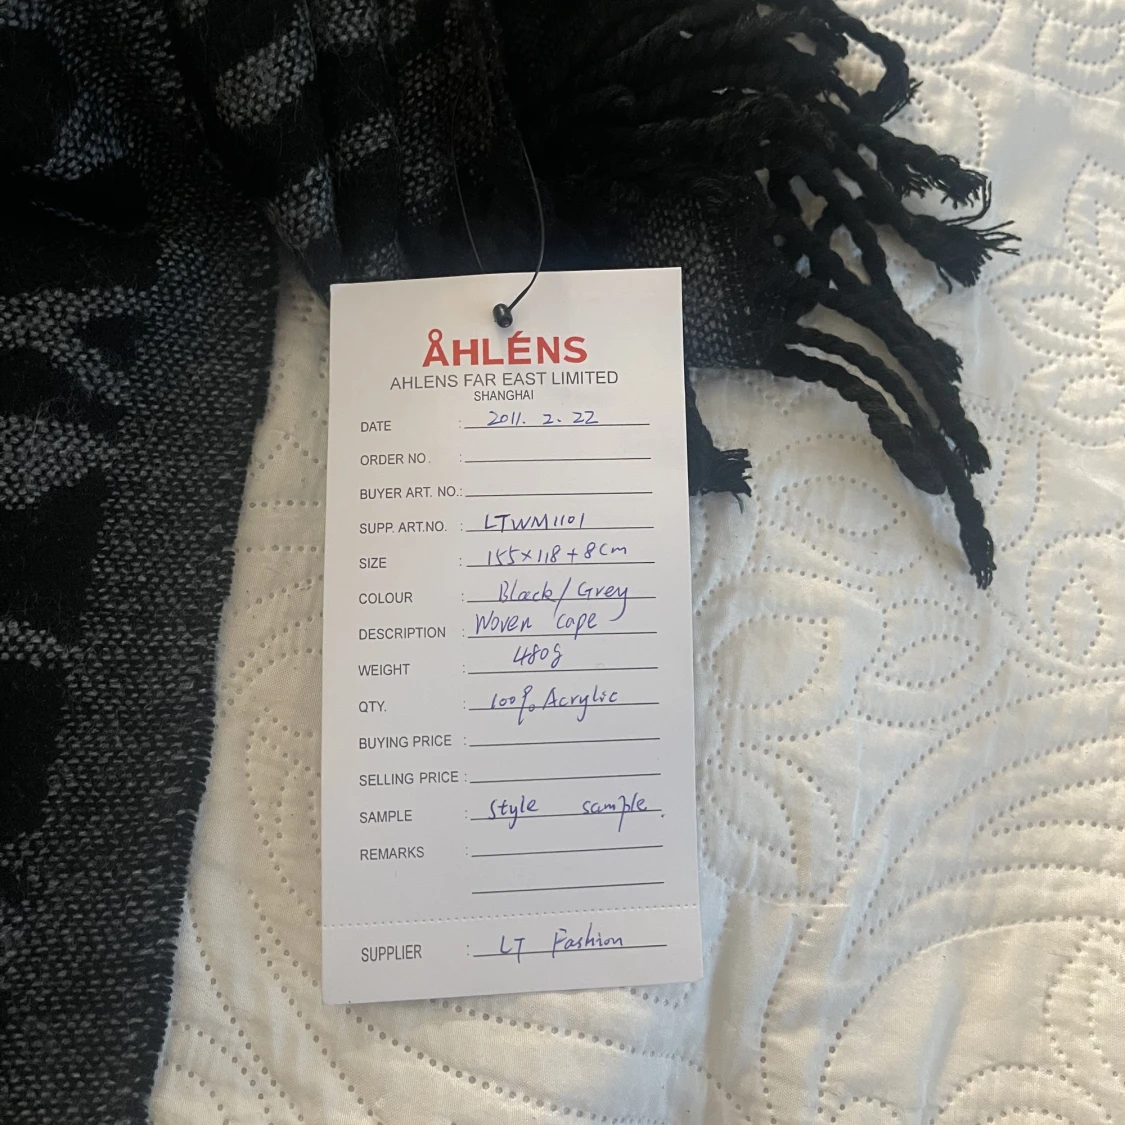 ÅHLÉNS
AHLENS FAR EAST LIMITED
SHANGHAI
DATE : 2011. 2. 22
ORDER NO. :
BUYER ART. NO.:
SUPP. ART.NO. : LTWM1101
SIZE : 155×118+8cm
COLOUR : Black/Grey
DESCRIPTION : Woven cape
WEIGHT : 480g
QTY. : 100% Acrylic
BUYING PRICE :
SELLING PRICE :
SAMPLE : Style sample.
REMARKS :
SUPPLIER : LT Fashion